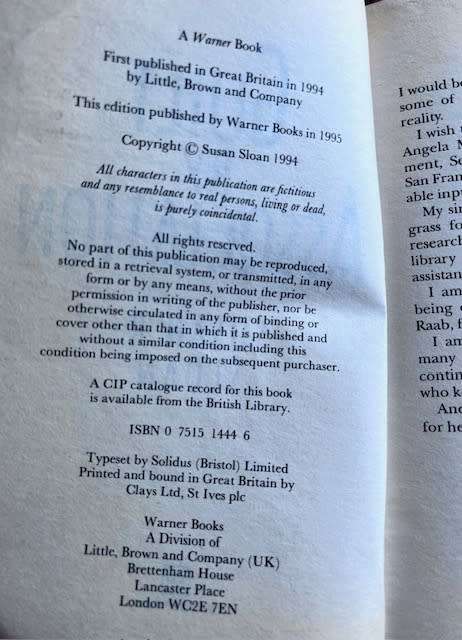 A Warner Book
First published in Great Britain in 1994
by Little, Brown and Company
This edition published by Warner Books in 1995
Copyright © Susan Sloan 1994
All characters in this publication are fictitious
and any resemblance to real persons, living or dead,
is purely coincidental.
All rights reserved.
No part of this publication may be reproduced,
stored in a retrieval system, or transmitted, in any
form or by any means, without the prior
permission in writing of the publisher, nor be
otherwise circulated in any form of binding or
cover other than that in which it is published and
without a similar condition including this
condition being imposed on the subsequent purchaser.
A CIP catalogue record for this book
is available from the British Library.
ISBN 0 7515 1444 6
Typeset by Solidus (Bristol) Limited
Printed and bound in Great Britain by
Clays Ltd, St Ives plc
Warner Books
A Division of
Little, Brown and Company (UK)
Brettenham House
Lancaster Place
London WC2E 7EN
I would be
some of
reality.
I wish
Angela M
ment, Se
San Fran
able inp
My sin
grass fo
research
library
assistan
I am
being
Raab, f
I am
many
contin
who k
And
for he